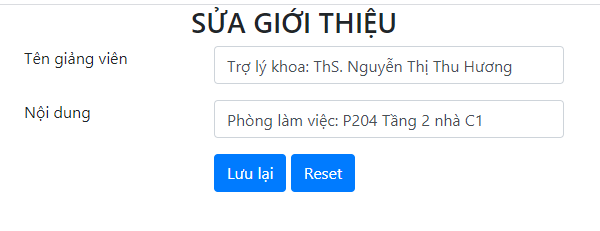 SỬA GIỚI THIỆU
Tên giảng viên
Trợ lý khoa: ThS. Nguyễn Thị Thu Hương
Nội dung
Phòng làm việc: P204 Tầng 2 nhà C1
Lưu lại
Reset